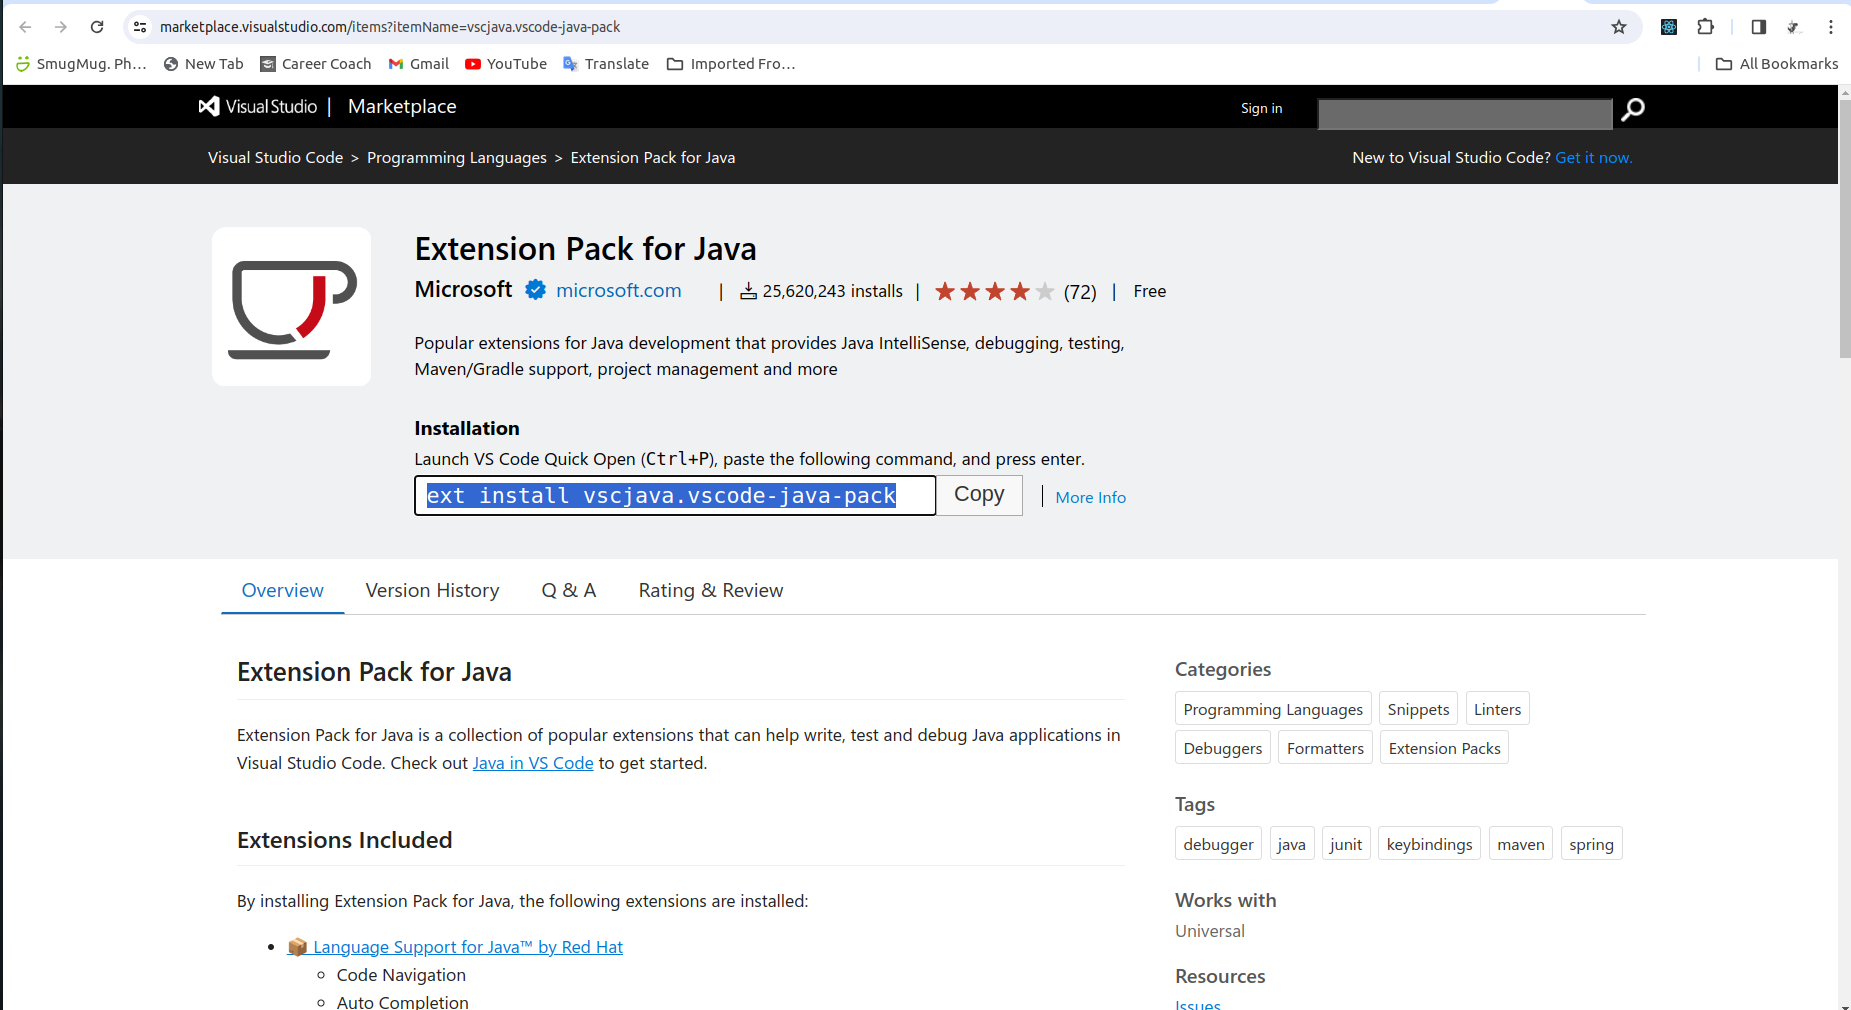 marketplace.visualstudio.com/items?itemName=vscjava.vscode-java-pack
SmugMug. Ph... New Tab Career Coach Gmail YouTube Translate Imported Fro... All Bookmarks
Visual Studio | Marketplace Sign in
Visual Studio Code > Programming Languages > Extension Pack for Java New to Visual Studio Code? Get it now.
Extension Pack for Java
Microsoft microsoft.com | 25,620,243 installs | (72) | Free
Popular extensions for Java development that provides Java IntelliSense, debugging, testing,
Maven/Gradle support, project management and more
Installation
Launch VS Code Quick Open (Ctrl+P), paste the following command, and press enter.
ext install vscjava.vscode-java-pack Copy | More Info
Overview Version History Q & A Rating & Review
Extension Pack for Java
Extension Pack for Java is a collection of popular extensions that can help write, test and debug Java applications in
Visual Studio Code. Check out Java in VS Code to get started.
Extensions Included
By installing Extension Pack for Java, the following extensions are installed:
• 📦 Language Support for Java™ by Red Hat
◦ Code Navigation
◦ Auto Completion
Categories
Programming Languages Snippets Linters
Debuggers Formatters Extension Packs
Tags
debugger java junit keybindings maven spring
Works with
Universal
Resources
Issues